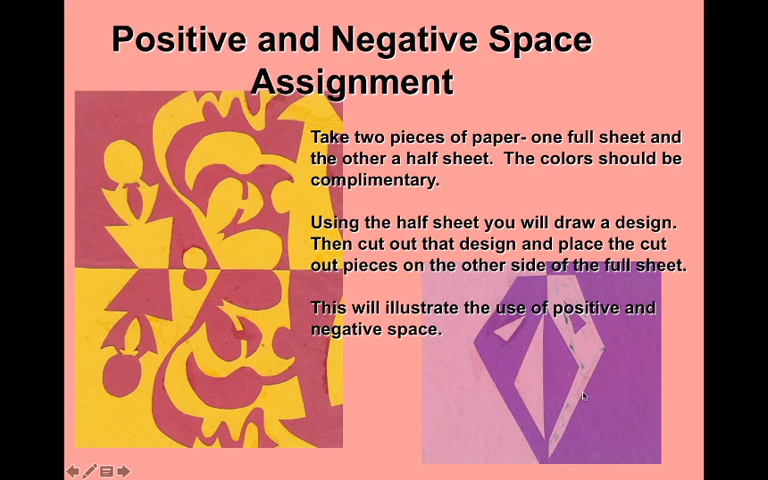 Positive and Negative Space
Assignment
Take two pieces of paper- one full sheet and
the other a half sheet.  The colors should be
complimentary.
Using the half sheet you will draw a design.
Then cut out that design and place the cut
out pieces on the other side of the full sheet.
This will illustrate the use of positive and
negative space.